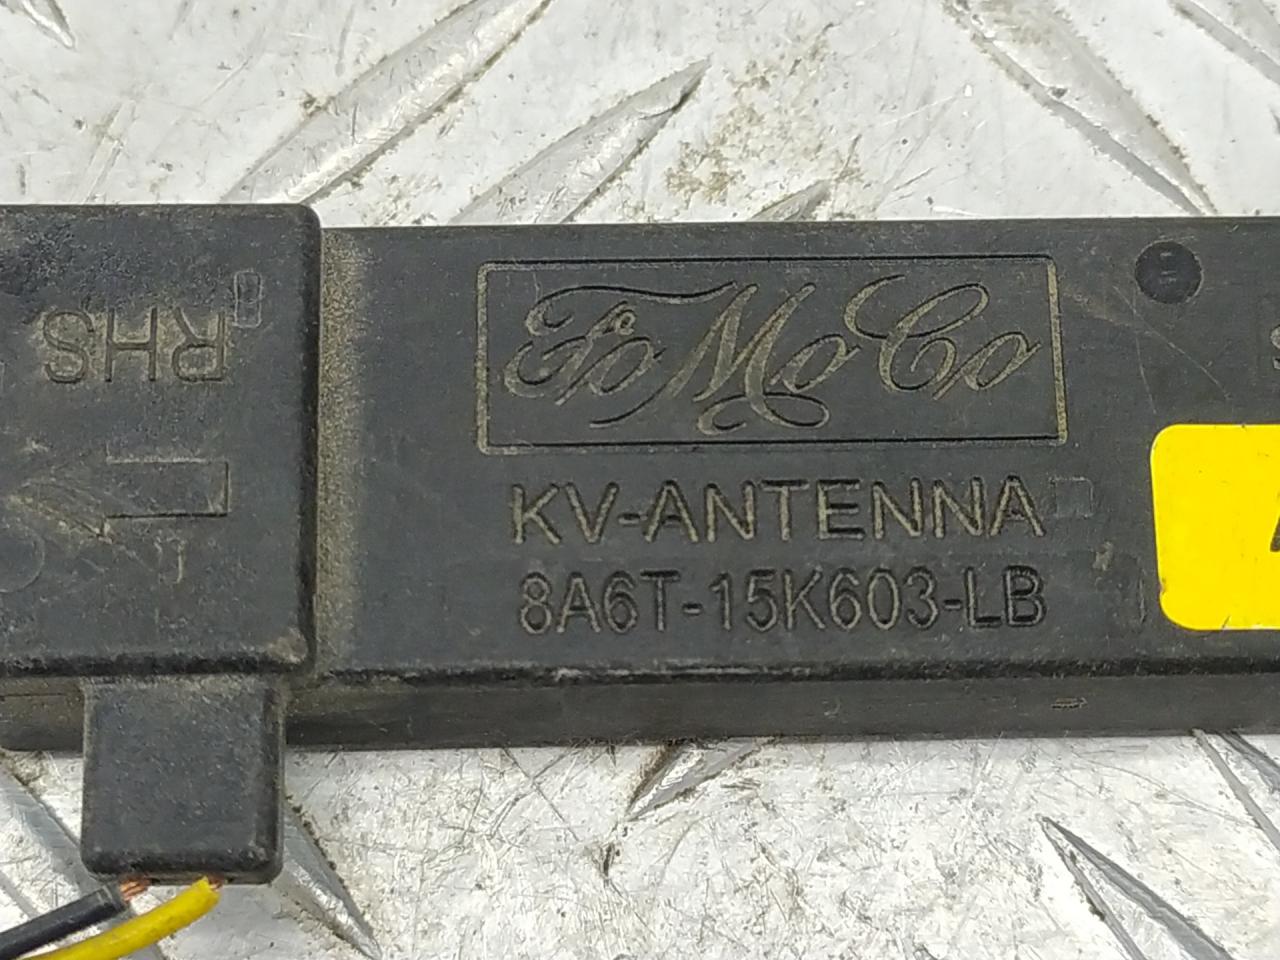 RHS
FoMoCo
KV-ANTENNA
8A6T-15K603-LB